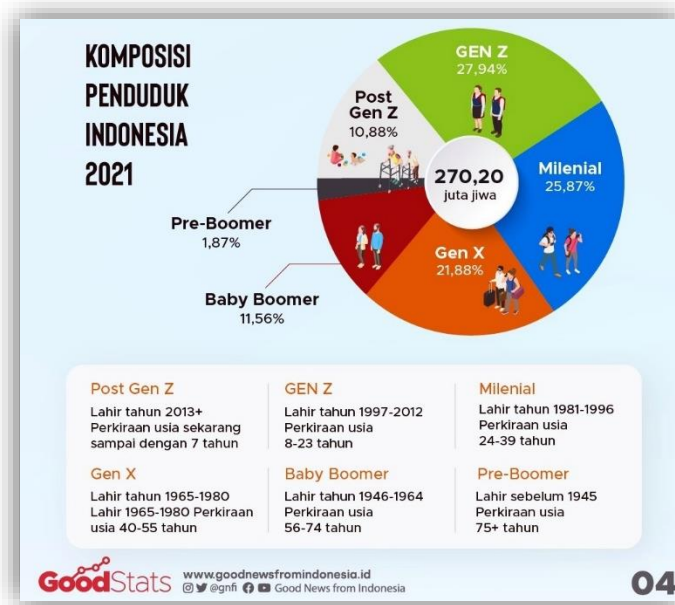 KOMPOSISI
PENDUDUK
INDONESIA
2021
GEN Z
27,94%
Post
Gen Z
10,88%
Milenial
25,87%
270,20
juta jiwa
Pre-Boomer
1,87%
Gen X
21,88%
Baby Boomer
11,56%
Post Gen Z
Lahir tahun 2013+
Perkiraan usia sekarang
sampai dengan 7 tahun
GEN Z
Lahir tahun 1997-2012
Perkiraan usia
8-23 tahun
Milenial
Lahir tahun 1981-1996
Perkiraan usia
24-39 tahun
Gen X
Lahir tahun 1965-1980
Lahir 1965-1980 Perkiraan
usia 40-55 tahun
Baby Boomer
Lahir tahun 1946-1964
Perkiraan usia
56-74 tahun
Pre-Boomer
Lahir sebelum 1945
Perkiraan usia
75+ tahun
GoodStats
www.goodnewsfromindonesia.id
@gnfi Good News from Indonesia
04